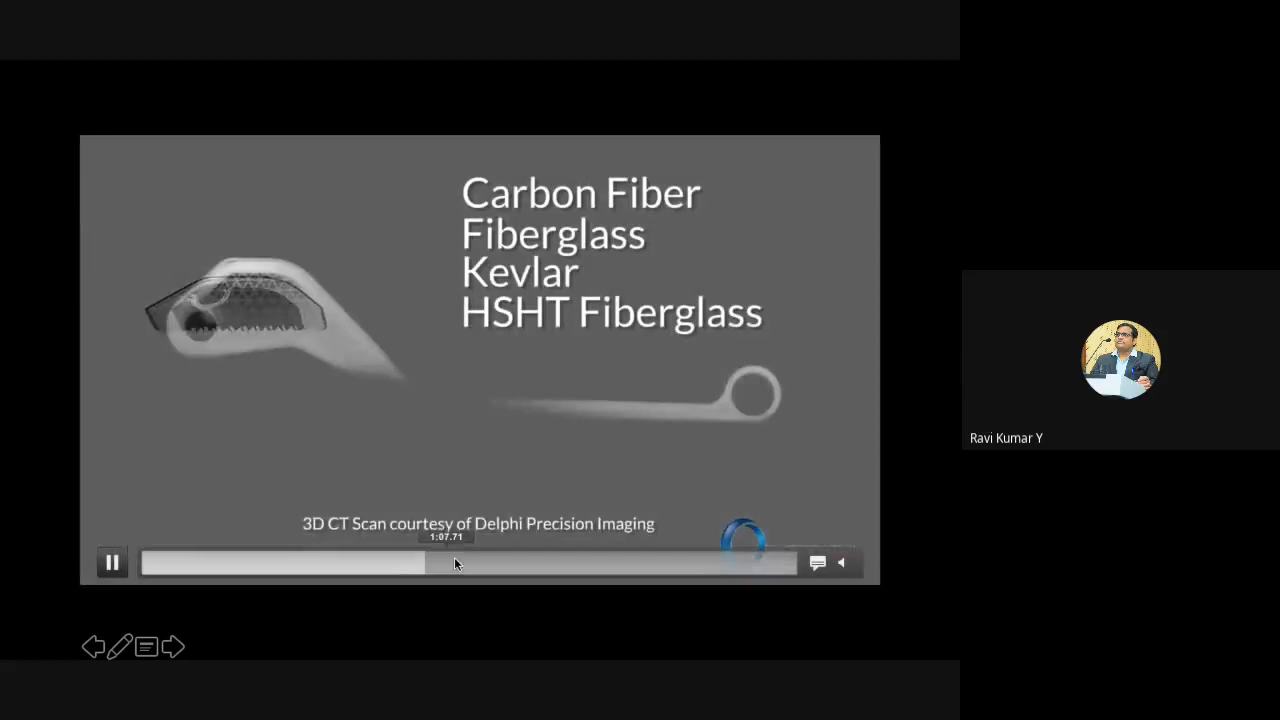 Carbon Fiber
Fiberglass
Kevlar
HSHT Fiberglass
3D CT Scan courtesy of Delphi Precision Imaging
1:07.71
Ravi Kumar Y